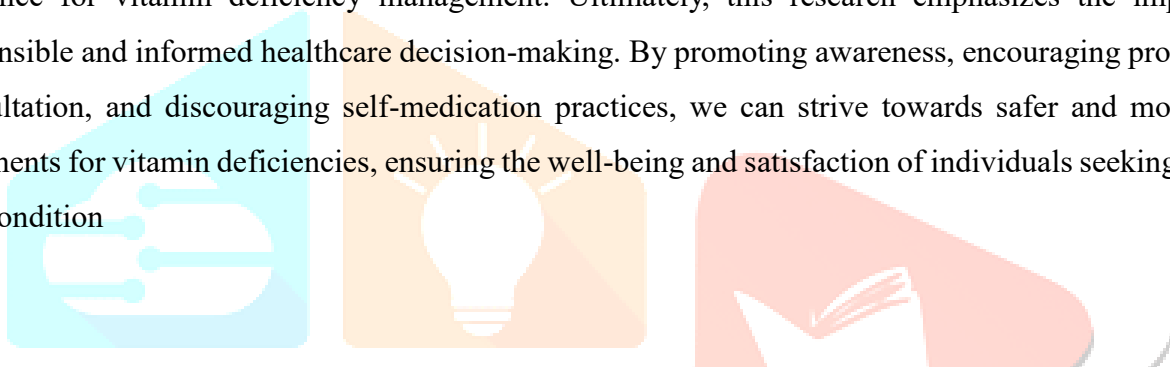 ence for vitamin deficiency management. Ultimately, this research emphasizes the imp
nsible and informed healthcare decision-making. By promoting awareness, encouraging pro
ultation, and discouraging self-medication practices, we can strive towards safer and mo
ments for vitamin deficiencies, ensuring the well-being and satisfaction of individuals seeking
ondition